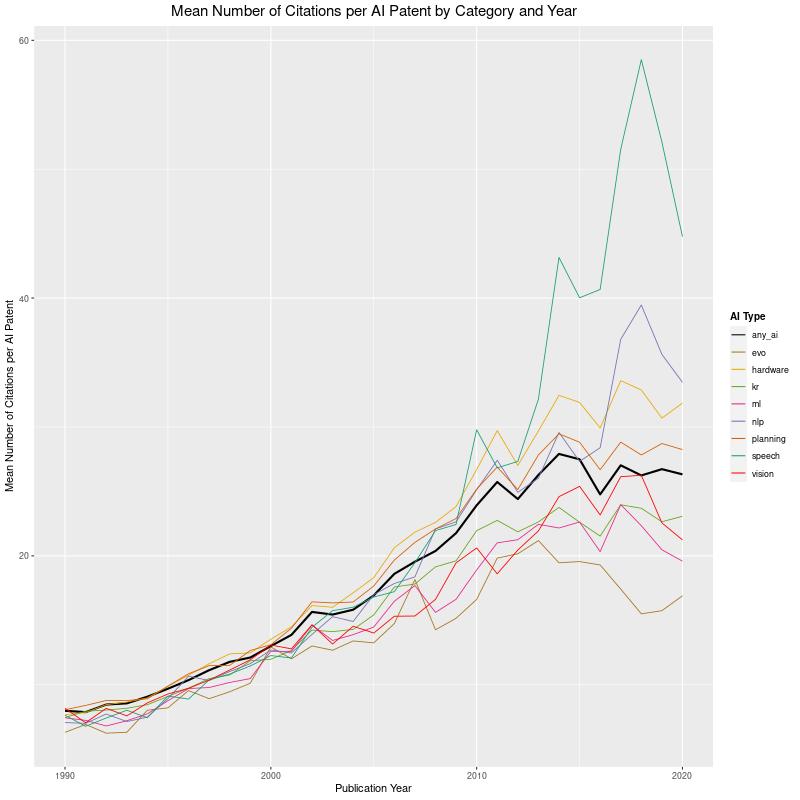 Mean Number of Citations per AI Patent by Category and Year
Mean Number of Citations per AI Patent
60
40
20
1990
2000
2010
2020
Publication Year
AI Type
any_ai
evo
hardware
kr
ml
nlp
planning
speech
vision